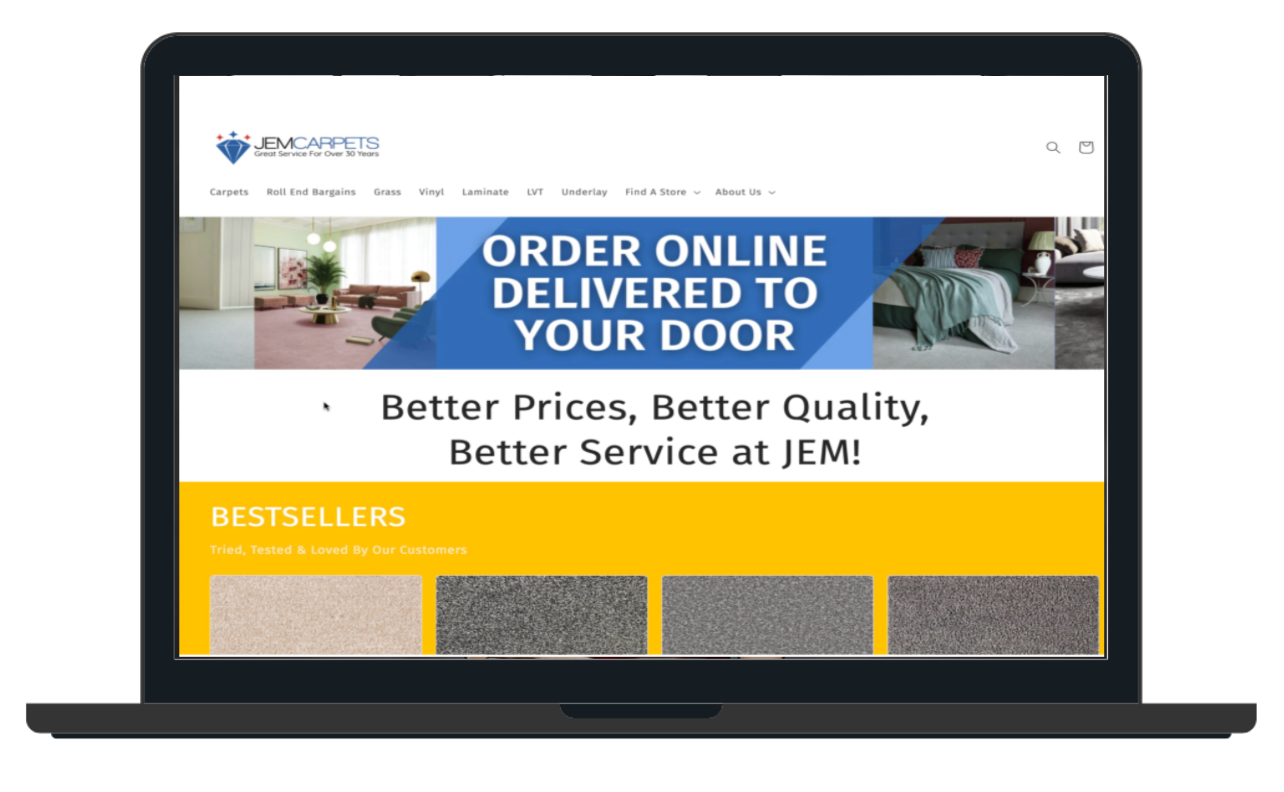 JEMCARPETS
Great Service For Over 30 Years
Carpets Roll End Bargains Grass Vinyl Laminate LVT Underlay Find A Store About Us
ORDER ONLINE
DELIVERED TO
YOUR DOOR
Better Prices, Better Quality,
Better Service at JEM!
BESTSELLERS
Tried, Tested & Loved By Our Customers